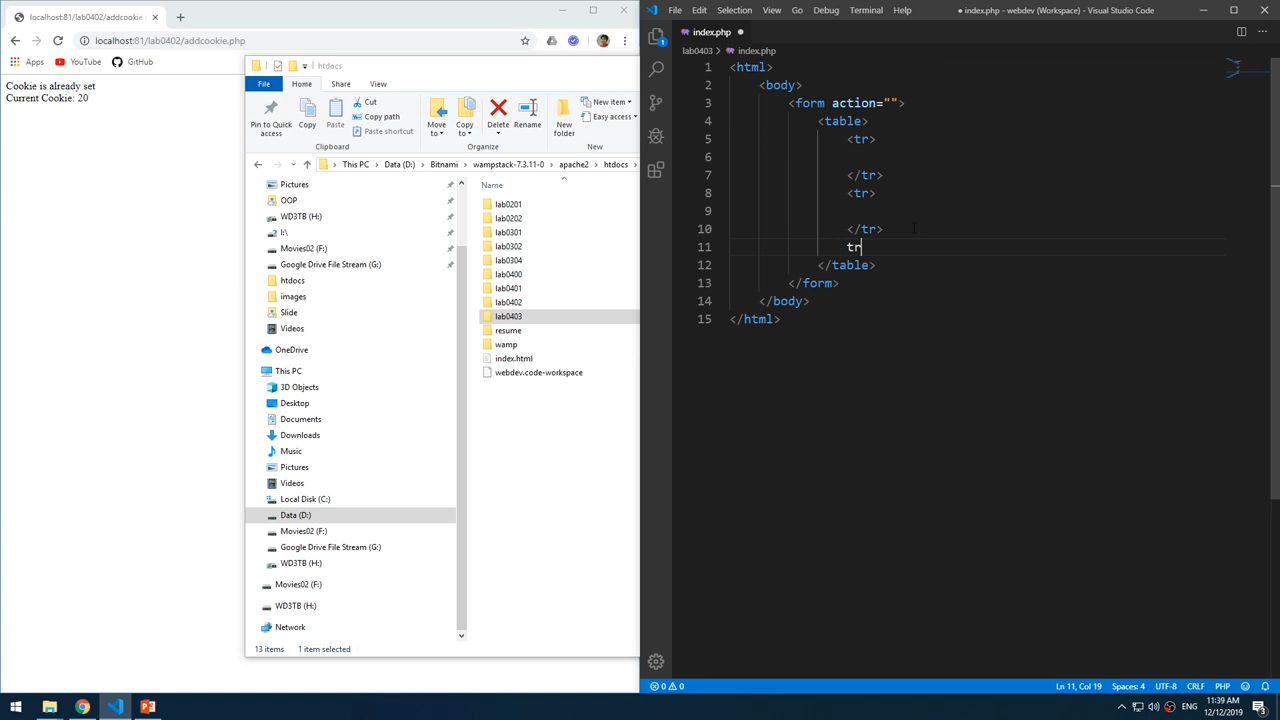 localhost:81/lab0402/addcookie.p
localhost:81/lab0402/addcookie.php
Apps
YouTube
GitHub
Cookie is already set
Current Cookie: 20
htdocs
File
Home
Share
View
Pin to Quick access
Copy
Paste
Cut
Copy path
Paste shortcut
Clipboard
Move to
Copy to
Delete
Rename
Organize
New folder
New item
Easy access
New
This PC
Data (D:)
Bitnami
wampstack-7.3.11-0
apache2
htdocs
Pictures
OOP
WD3TB (H:)
I:\
Movies02 (F:)
Google Drive File Stream (G:)
htdocs
images
Slide
Videos
OneDrive
This PC
3D Objects
Desktop
Documents
Downloads
Music
Pictures
Videos
Local Disk (C:)
Data (D:)
Movies02 (F:)
Google Drive File Stream (G:)
WD3TB (H:)
Movies02 (F:)
WD3TB (H:)
Network
Name
lab0201
lab0202
lab0301
lab0302
lab0304
lab0400
lab0401
lab0402
lab0403
resume
wamp
index.html
webdev.code-workspace
13 items
1 item selected
File Edit Selection View Go Debug Terminal Help
● index.php - webdev (Workspace) - Visual Studio Code
index.php ●
lab0403 > index.php
1 <html>
2 <body>
3 <form action="">
4 <table>
5 <tr>
6
7 </tr>
8 <tr>
9
10 </tr>
11 tr
12 </table>
13 </form>
14 </body>
15 </html>
1
0 0
Ln 11, Col 19
Spaces: 4
UTF-8
CRLF
PHP
ENG
11:39 AM
12/12/2019
3